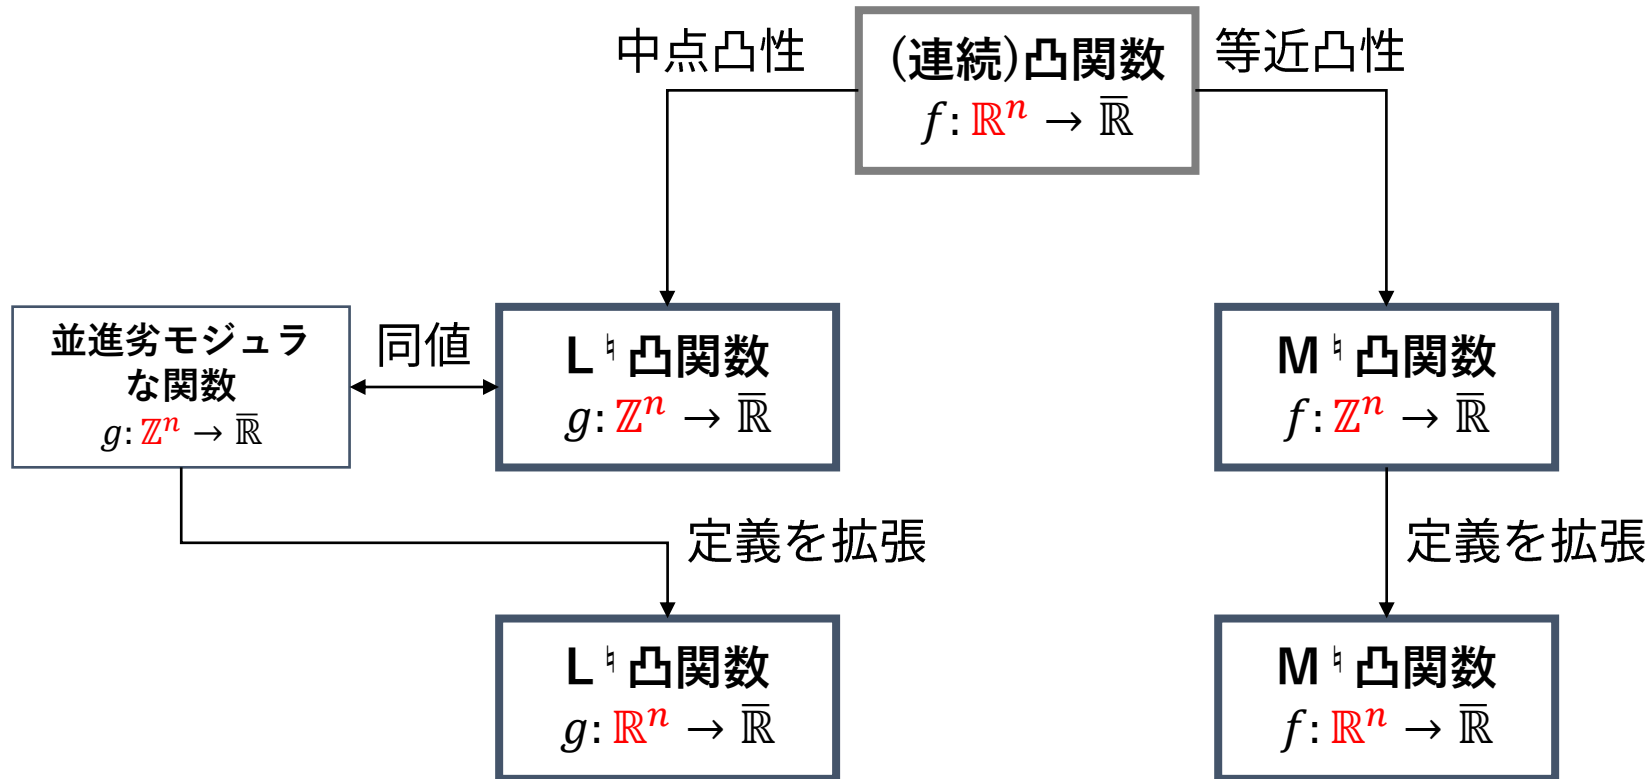 中点凸性
(連続)凸関数
f: ℝⁿ → ℝ̅
等近凸性
並進劣モジュラ
な関数
g: ℤⁿ → ℝ̅
同値
L♮凸関数
g: ℤⁿ → ℝ̅
M♮凸関数
f: ℤⁿ → ℝ̅
定義を拡張
定義を拡張
L♮凸関数
g: ℝⁿ → ℝ̅
M♮凸関数
f: ℝⁿ → ℝ̅